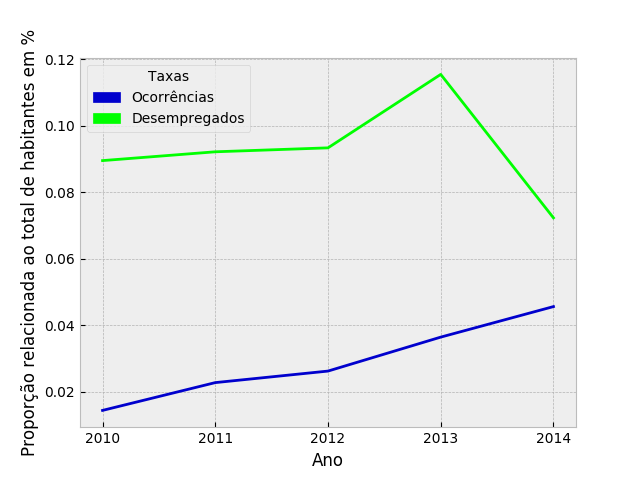 Proporção relacionada ao total de habitantes em %
0.12
0.10
0.08
0.06
0.04
0.02
Taxas
Ocorrências
Desempregados
2010 2011 2012 2013 2014
Ano